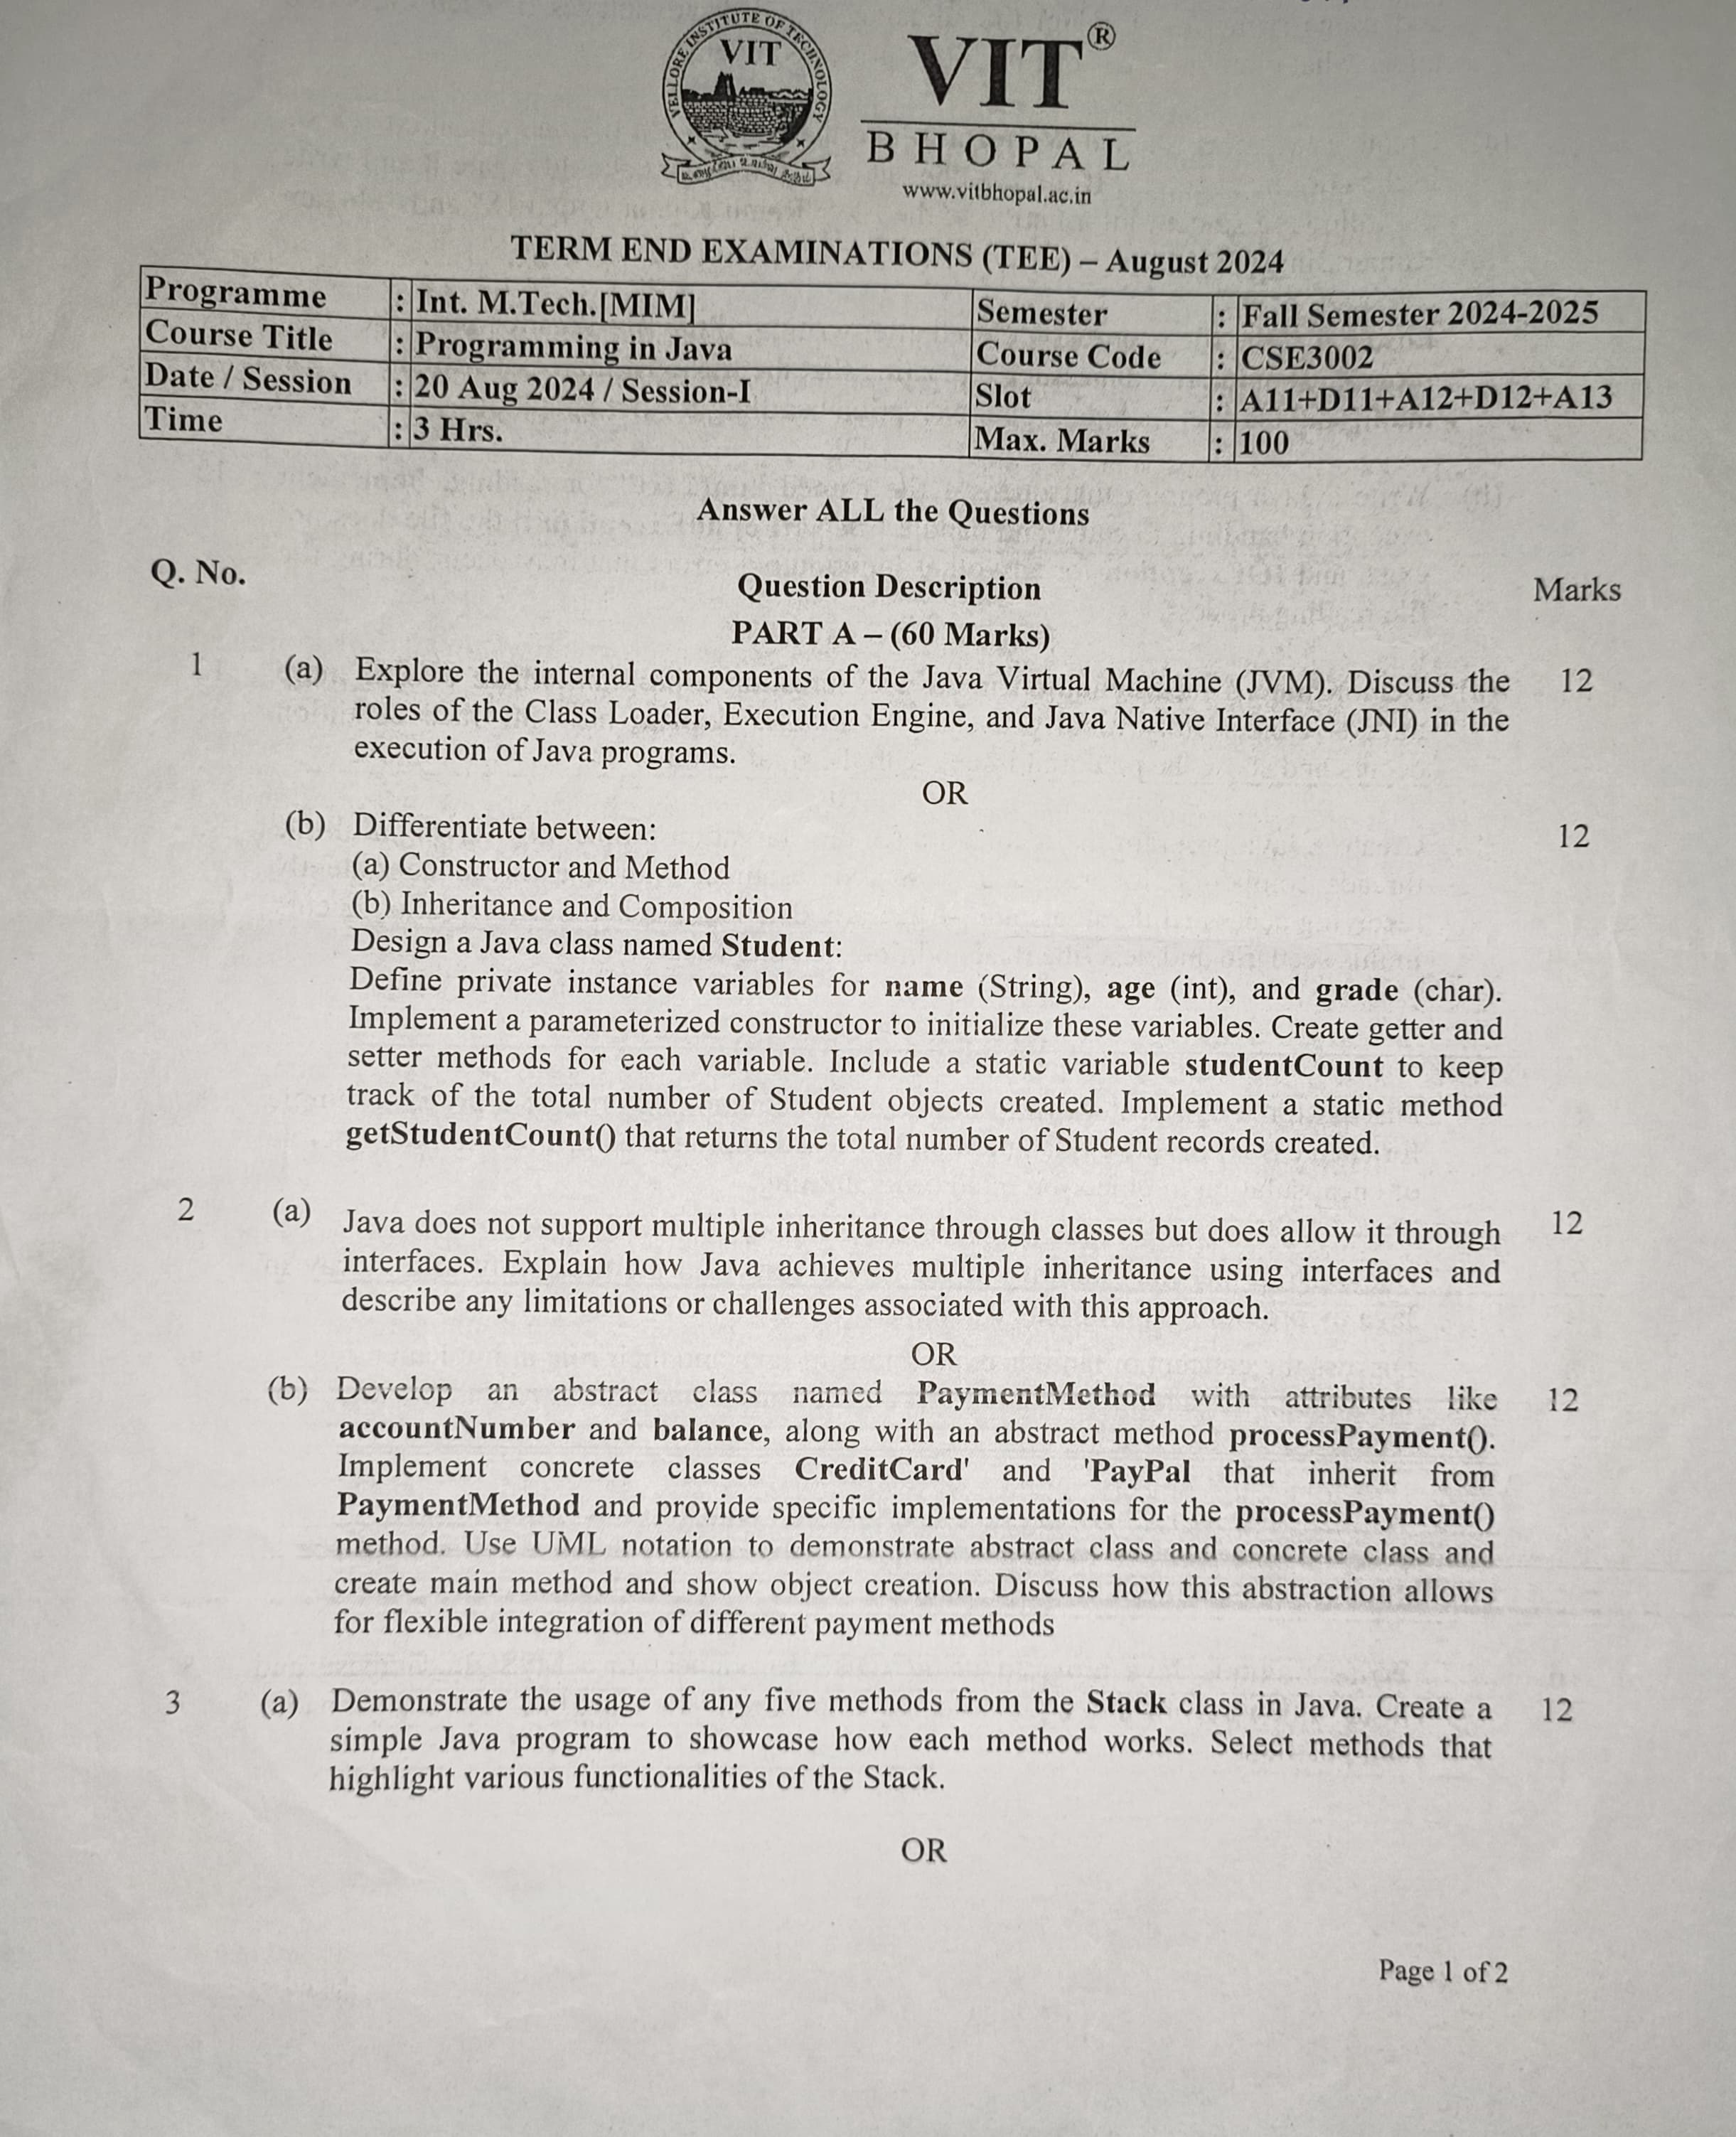 VELLORE INSTITUTE OF TECHNOLOGY
VIT
VIT®
BHOPAL
www.vitbhopal.ac.in
TERM END EXAMINATIONS (TEE) – August 2024
Programme : Int. M.Tech.[MIM] Semester : Fall Semester 2024-2025
Course Title : Programming in Java Course Code : CSE3002
Date / Session : 20 Aug 2024 / Session-I Slot : A11+D11+A12+D12+A13
Time : 3 Hrs. Max. Marks : 100
Answer ALL the Questions
Q. No. Question Description Marks
PART A – (60 Marks)
1 (a) Explore the internal components of the Java Virtual Machine (JVM). Discuss the 12
roles of the Class Loader, Execution Engine, and Java Native Interface (JNI) in the
execution of Java programs.
OR
(b) Differentiate between: 12
(a) Constructor and Method
(b) Inheritance and Composition
Design a Java class named Student:
Define private instance variables for name (String), age (int), and grade (char).
Implement a parameterized constructor to initialize these variables. Create getter and
setter methods for each variable. Include a static variable studentCount to keep
track of the total number of Student objects created. Implement a static method
getStudentCount() that returns the total number of Student records created.
2 (a) Java does not support multiple inheritance through classes but does allow it through 12
interfaces. Explain how Java achieves multiple inheritance using interfaces and
describe any limitations or challenges associated with this approach.
OR
(b) Develop an abstract class named PaymentMethod with attributes like 12
accountNumber and balance, along with an abstract method processPayment().
Implement concrete classes CreditCard' and 'PayPal that inherit from
PaymentMethod and provide specific implementations for the processPayment()
method. Use UML notation to demonstrate abstract class and concrete class and
create main method and show object creation. Discuss how this abstraction allows
for flexible integration of different payment methods
3 (a) Demonstrate the usage of any five methods from the Stack class in Java. Create a 12
simple Java program to showcase how each method works. Select methods that
highlight various functionalities of the Stack.
OR
Page 1 of 2